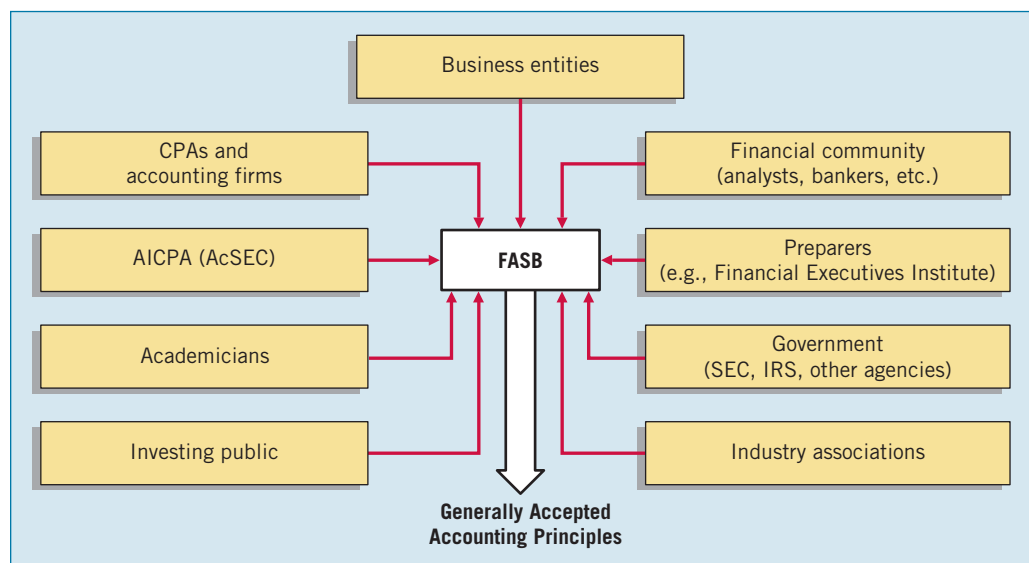 Business entities
CPAs and
accounting firms
Financial community
(analysts, bankers, etc.)
AICPA (AcSEC)
FASB
Preparers
(e.g., Financial Executives Institute)
Academicians
Government
(SEC, IRS, other agencies)
Investing public
Industry associations
Generally Accepted
Accounting Principles